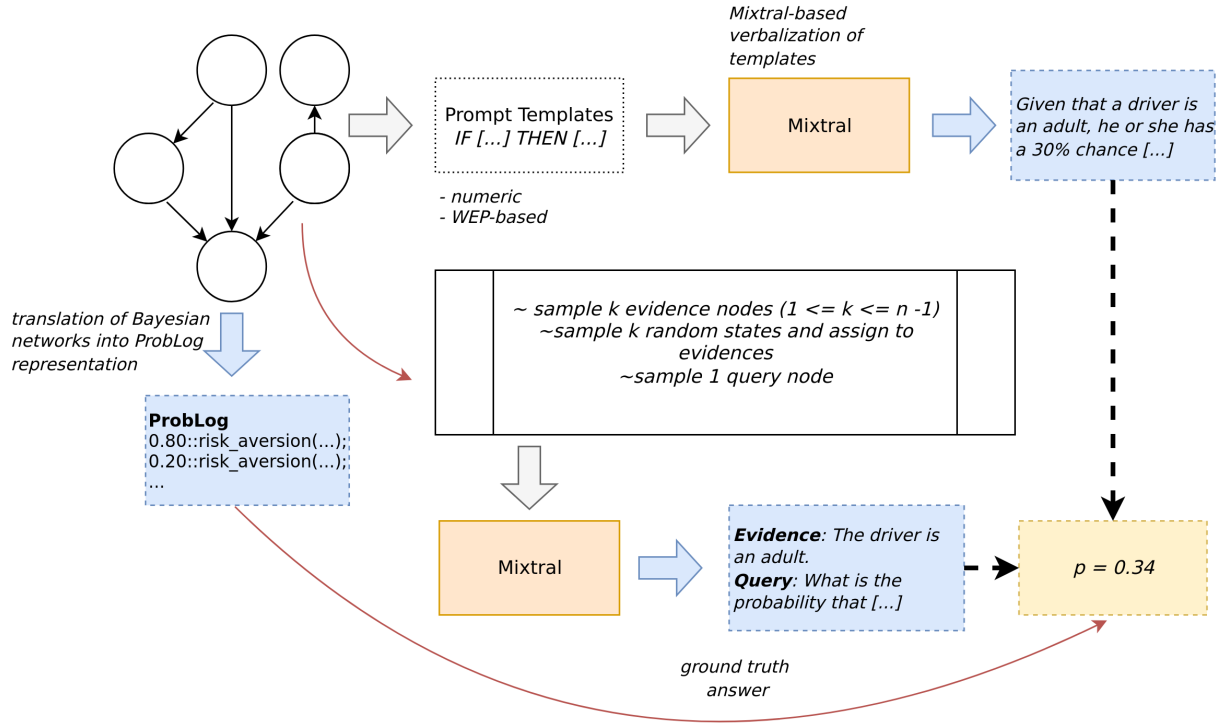 Mixtral-based
verbalization of
templates
Prompt Templates
IF [...] THEN [...]
Mixtral
Given that a driver is
an adult, he or she has
a 30% chance [...]
- numeric
- WEP-based
~ sample k evidence nodes (1 <= k <= n -1)
~sample k random states and assign to
evidences
~sample 1 query node
translation of Bayesian
networks into ProbLog
representation
ProbLog
0.80::risk_aversion(...);
0.20::risk_aversion(...);
...
Mixtral
Evidence: The driver is
an adult.
Query: What is the
probability that [...]
p = 0.34
ground truth
answer